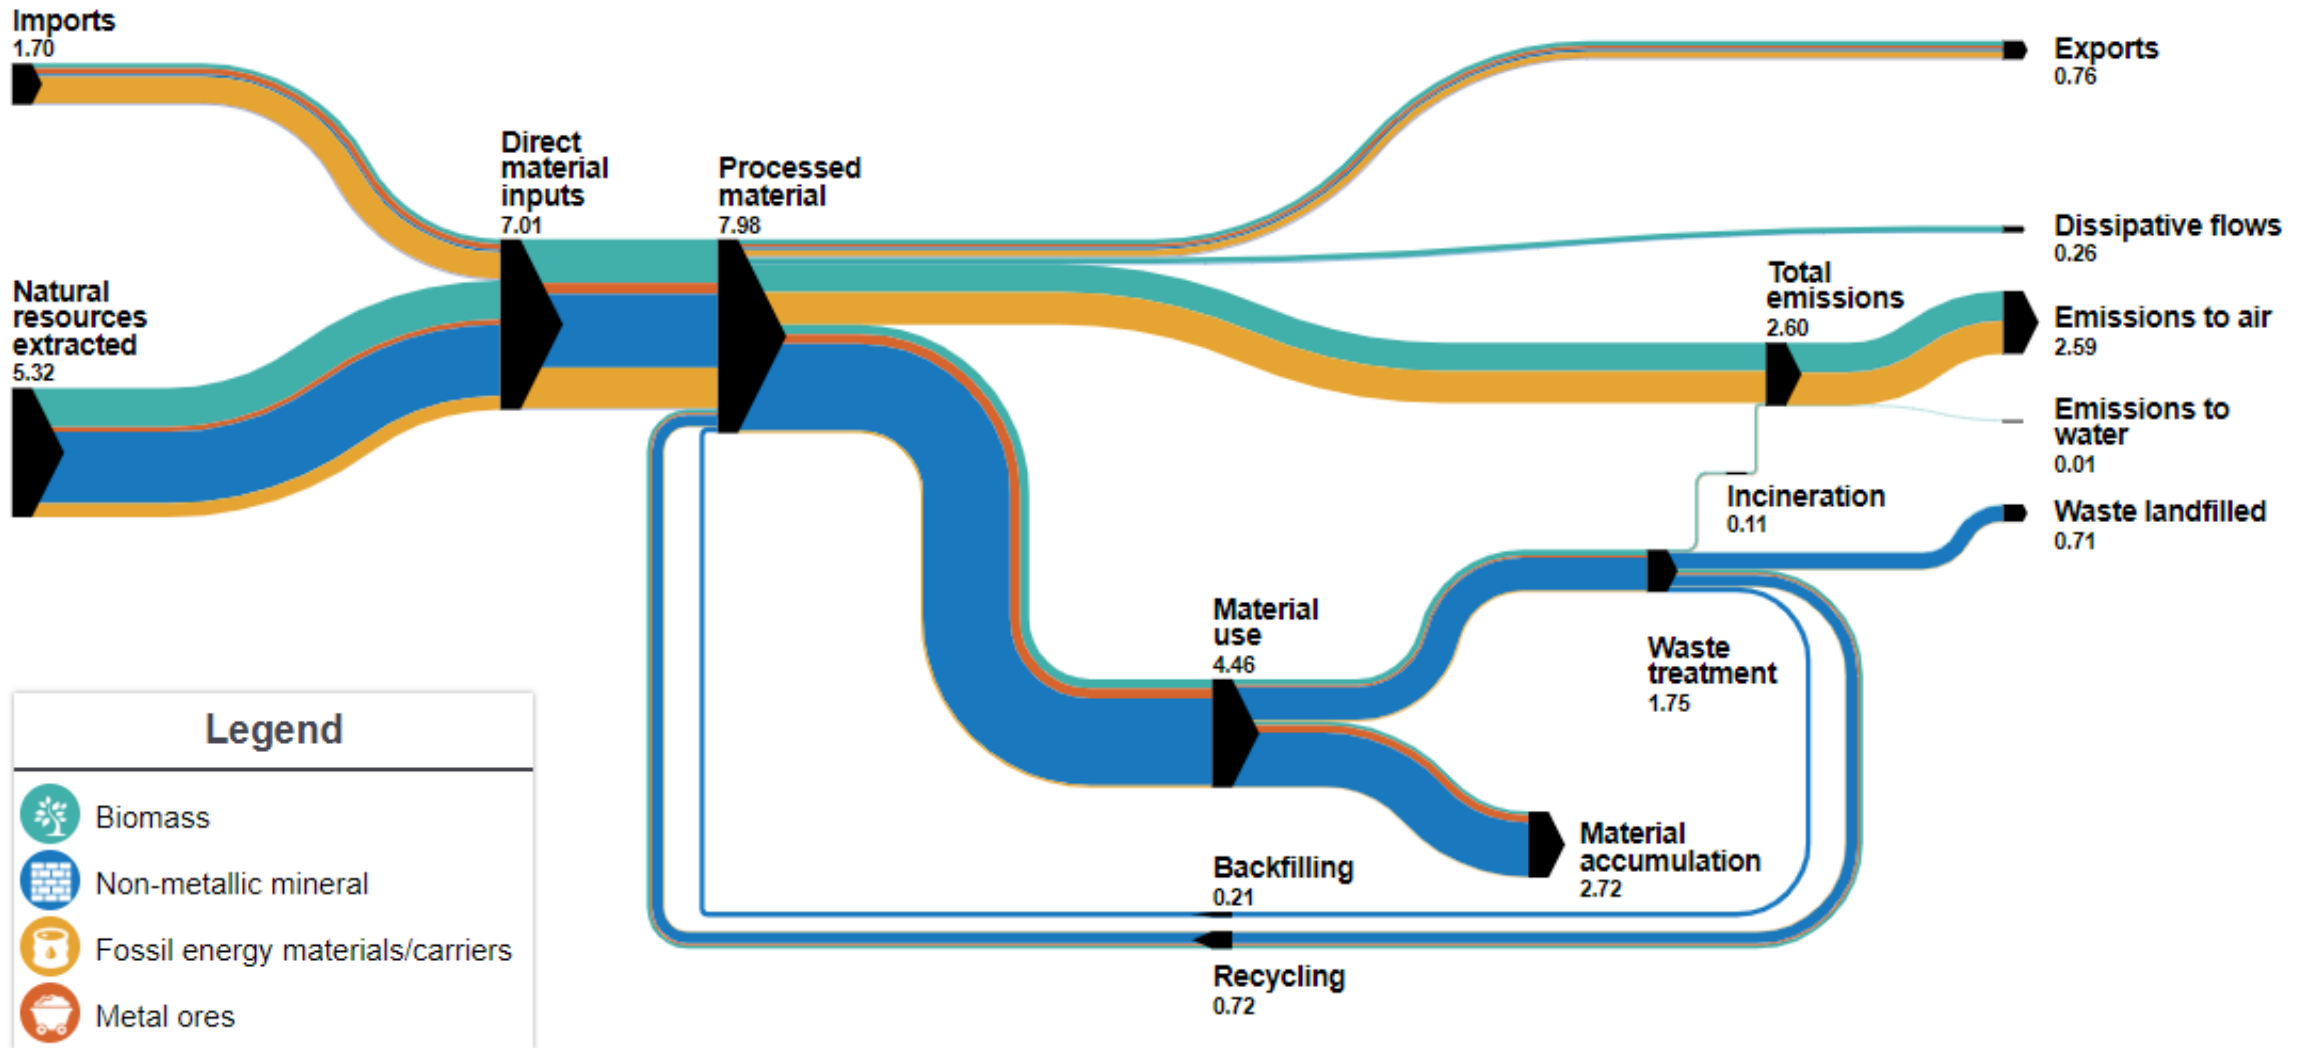 Imports
1.70
Natural
resources
extracted
5.32
Direct
material
inputs
7.01
Processed
material
7.98
Exports
0.76
Dissipative flows
0.26
Total
emissions
2.60
Emissions to air
2.59
Emissions to
water
0.01
Incineration
0.11
Waste landfilled
0.71
Material
use
4.46
Waste
treatment
1.75
Material
accumulation
2.72
Backfilling
0.21
Recycling
0.72
Legend
Biomass
Non-metallic mineral
Fossil energy materials/carriers
Metal ores